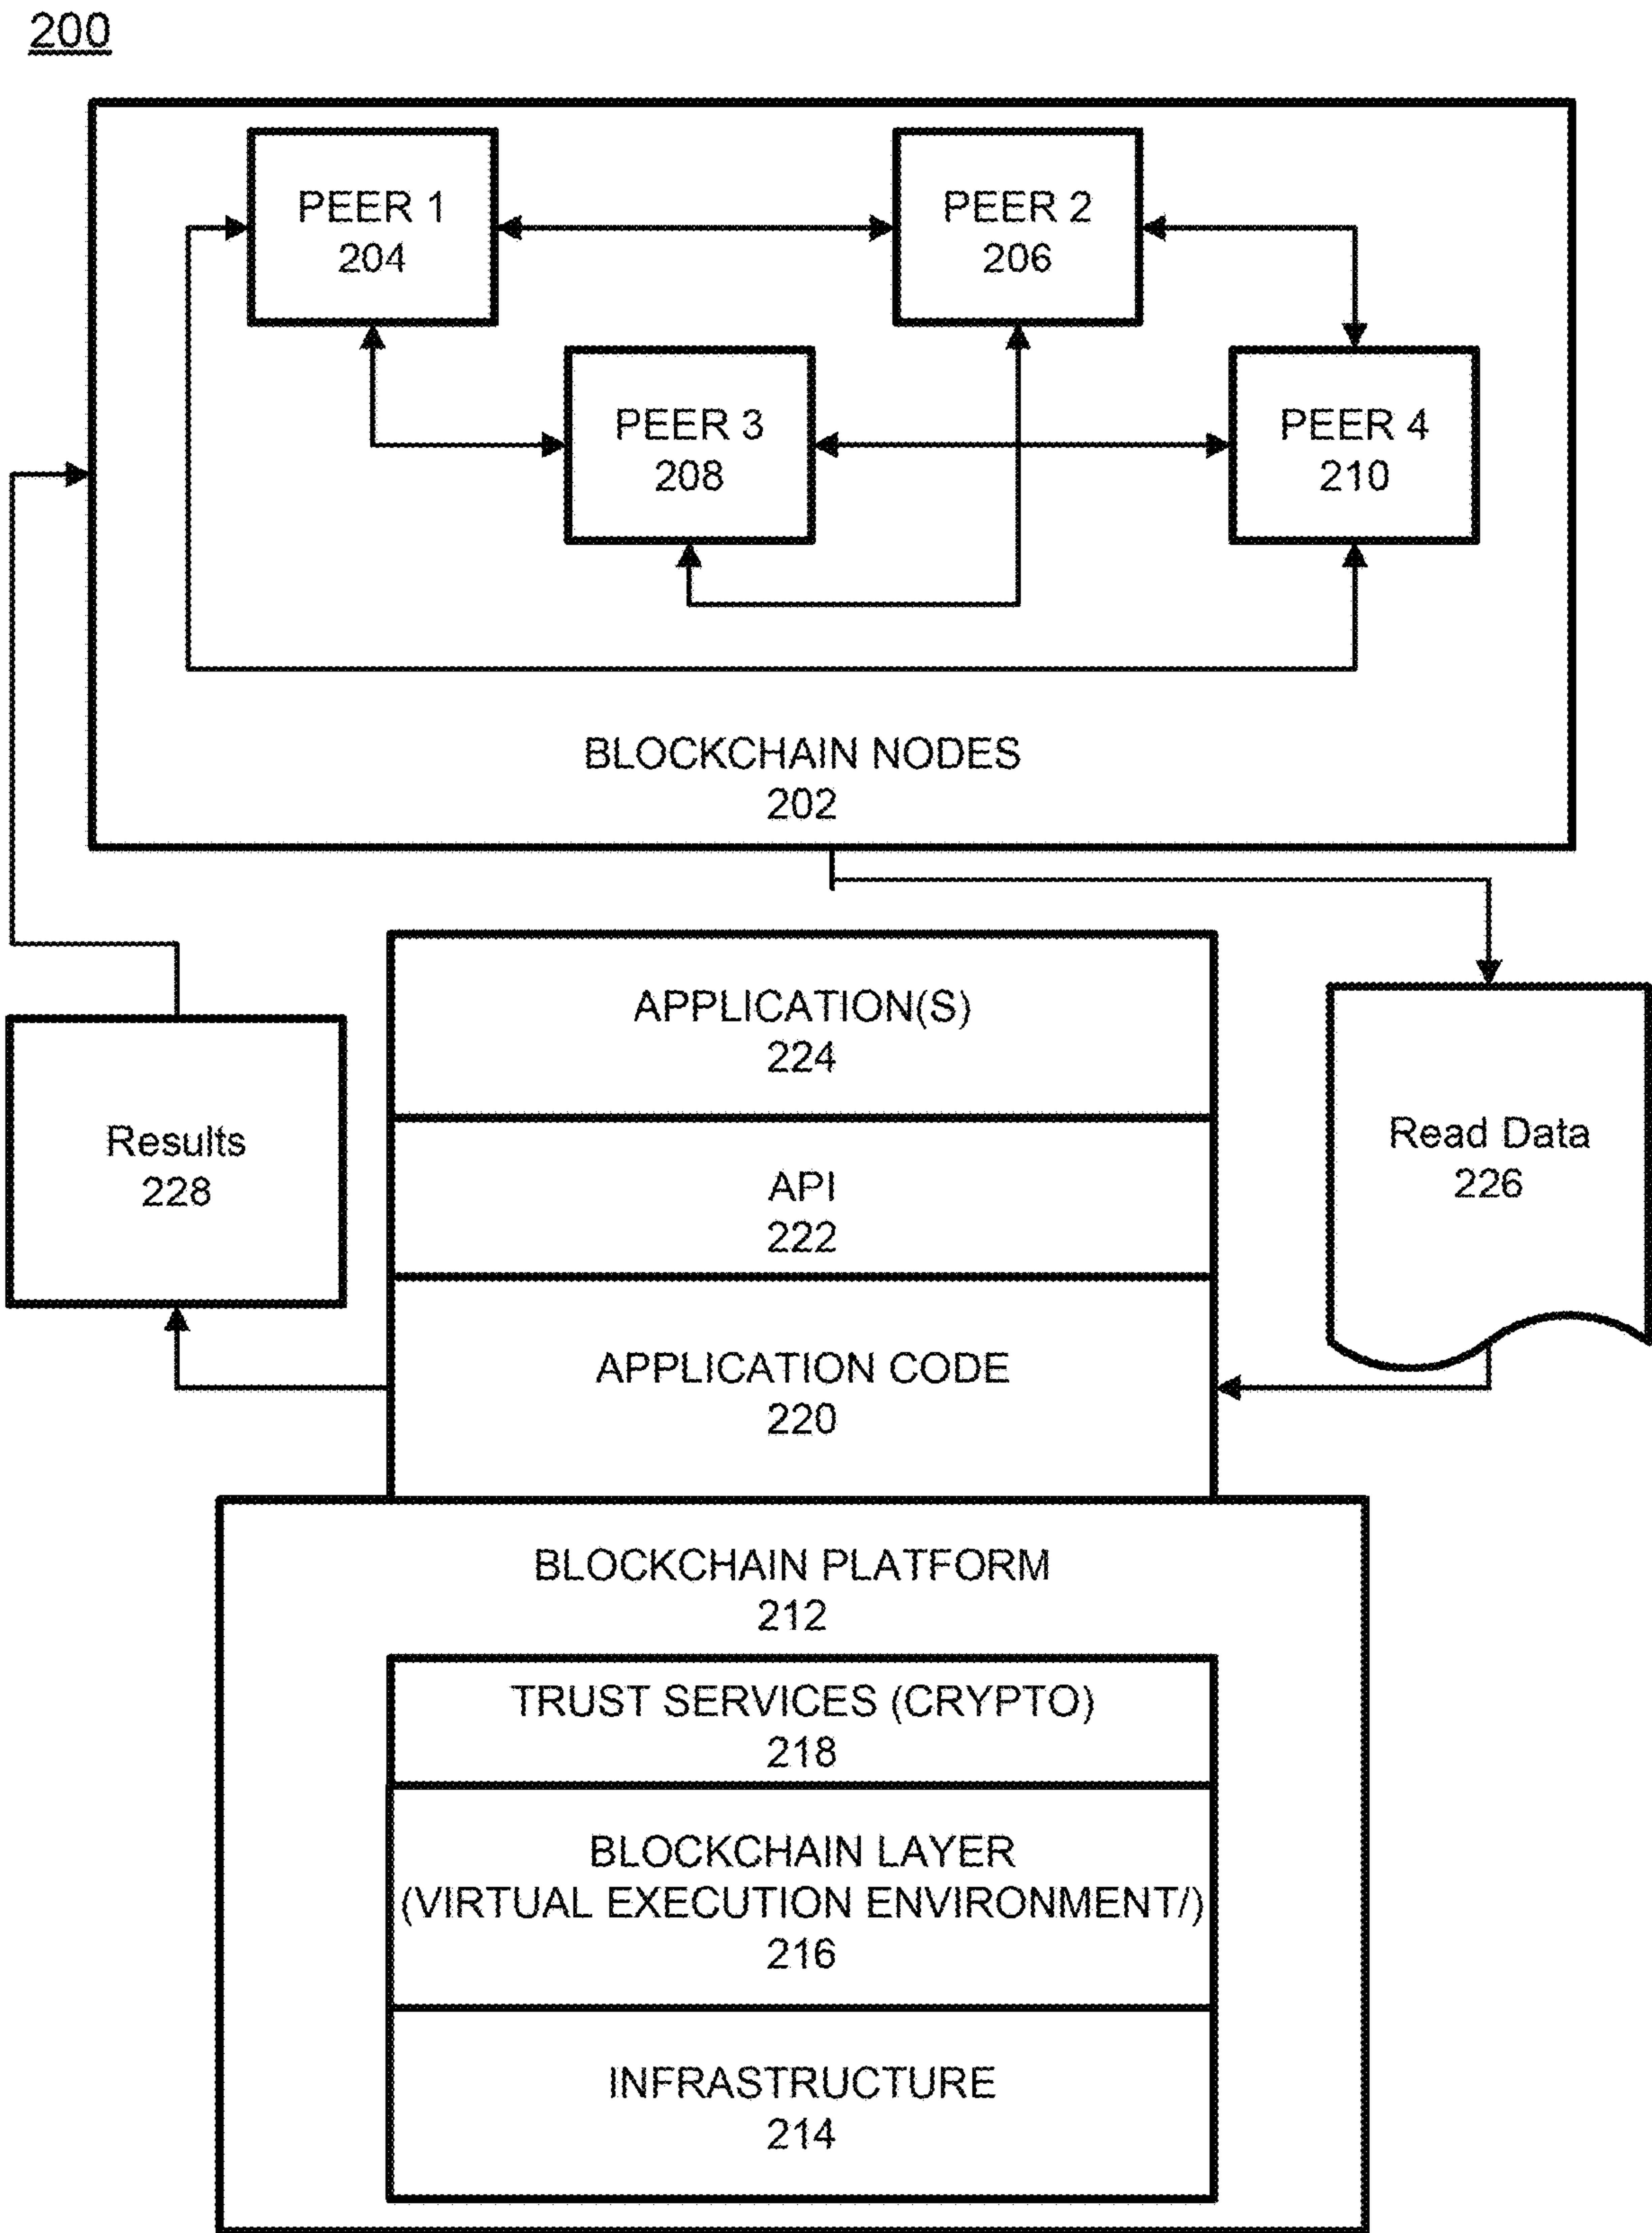 200
PEER 1
204
PEER 2
206
PEER 3
208
PEER 4
210
BLOCKCHAIN NODES
202
APPLICATION(S)
224
Results
228
API
222
Read Data
226
APPLICATION CODE
220
BLOCKCHAIN PLATFORM
212
TRUST SERVICES (CRYPTO)
218
BLOCKCHAIN LAYER
(VIRTUAL EXECUTION ENVIRONMENT/)
216
INFRASTRUCTURE
214